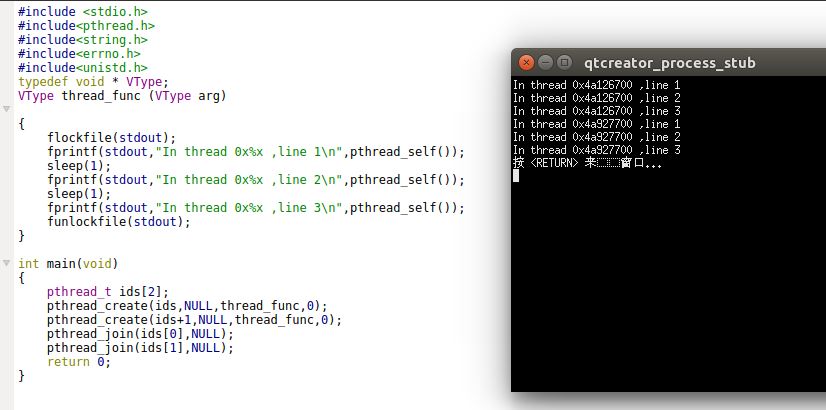 #include <stdio.h>
#include<pthread.h>
#include<string.h>
#include<errno.h>
#include<unistd.h>
typedef void * VType;
VType thread_func (VType arg)
{
    flockfile(stdout);
    fprintf(stdout,"In thread 0x%x ,line 1\n",pthread_self());
    sleep(1);
    fprintf(stdout,"In thread 0x%x ,line 2\n",pthread_self());
    sleep(1);
    fprintf(stdout,"In thread 0x%x ,line 3\n",pthread_self());
    funlockfile(stdout);
}
int main(void)
{
    pthread_t ids[2];
    pthread_create(ids,NULL,thread_func,0);
    pthread_create(ids+1,NULL,thread_func,0);
    pthread_join(ids[0],NULL);
    pthread_join(ids[1],NULL);
    return 0;
}
qtcreator_process_stub
In thread 0x4a126700 ,line 1
In thread 0x4a126700 ,line 2
In thread 0x4a126700 ,line 3
In thread 0x4a927700 ,line 1
In thread 0x4a927700 ,line 2
In thread 0x4a927700 ,line 3
按 <RETURN> 来窗口...